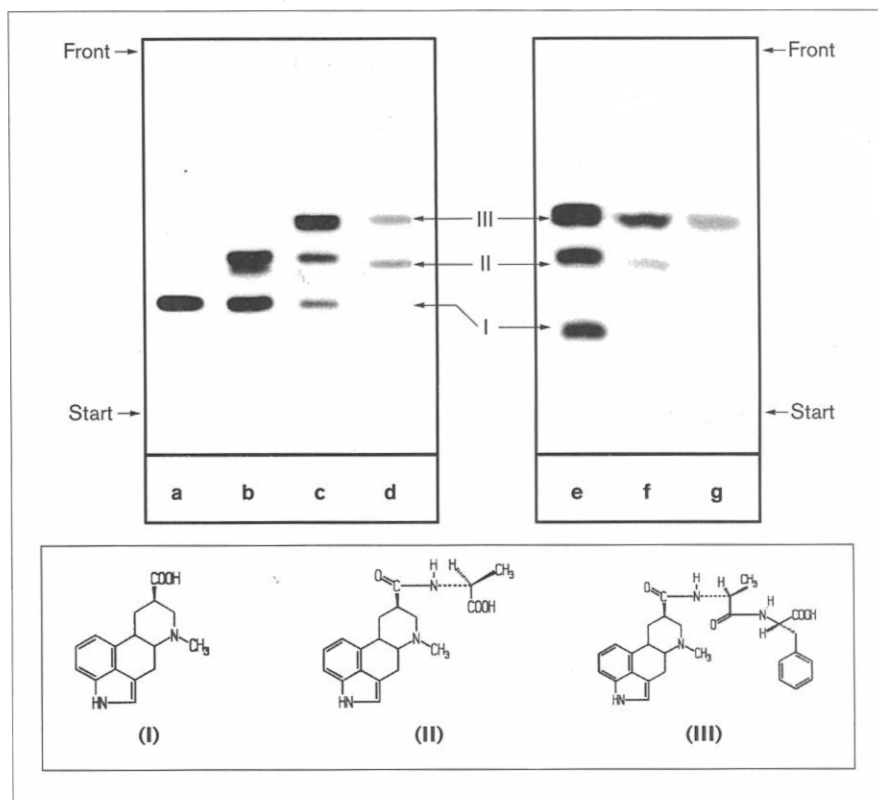 Front Front
III
II
I
Start Start
a b c d e f g
COOH
N CH3
HN
(I)
O C H N H CH3
COOH
N CH3
HN
(II)
O C H N H CH3
O H N H COOH
N CH3
HN
(III)